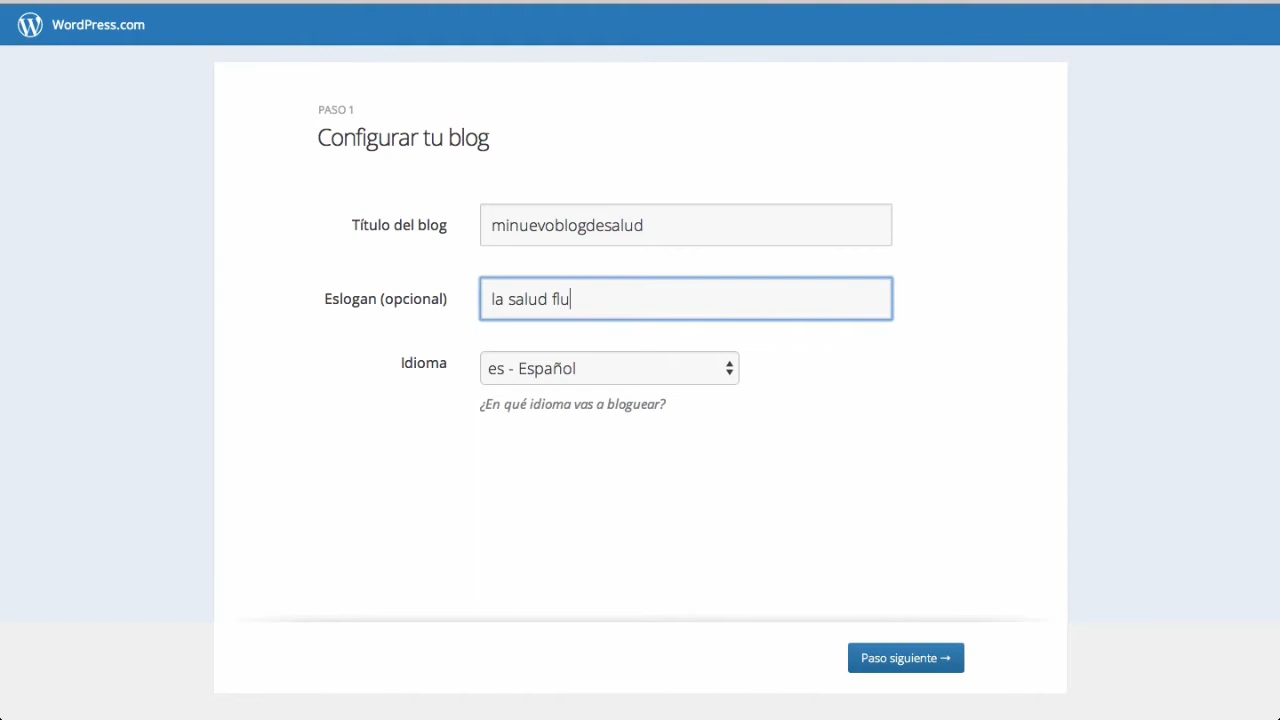 WordPress.com
PASO 1
Configurar tu blog
Título del blog
minuevoblogdesalud
Eslogan (opcional)
la salud flu
Idioma
es - Español
¿En qué idioma vas a bloguear?
Paso siguiente →